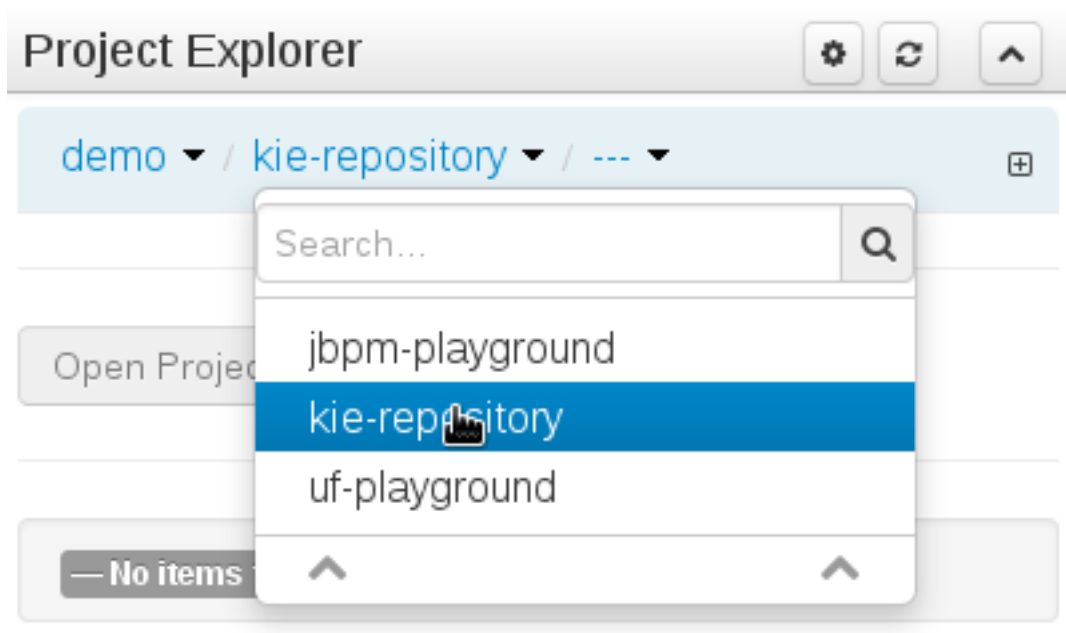 Project Explorer
demo / kie-repository / ---
Search...
Open Projec
jbpm-playground
kie-repository
uf-playground
— No items